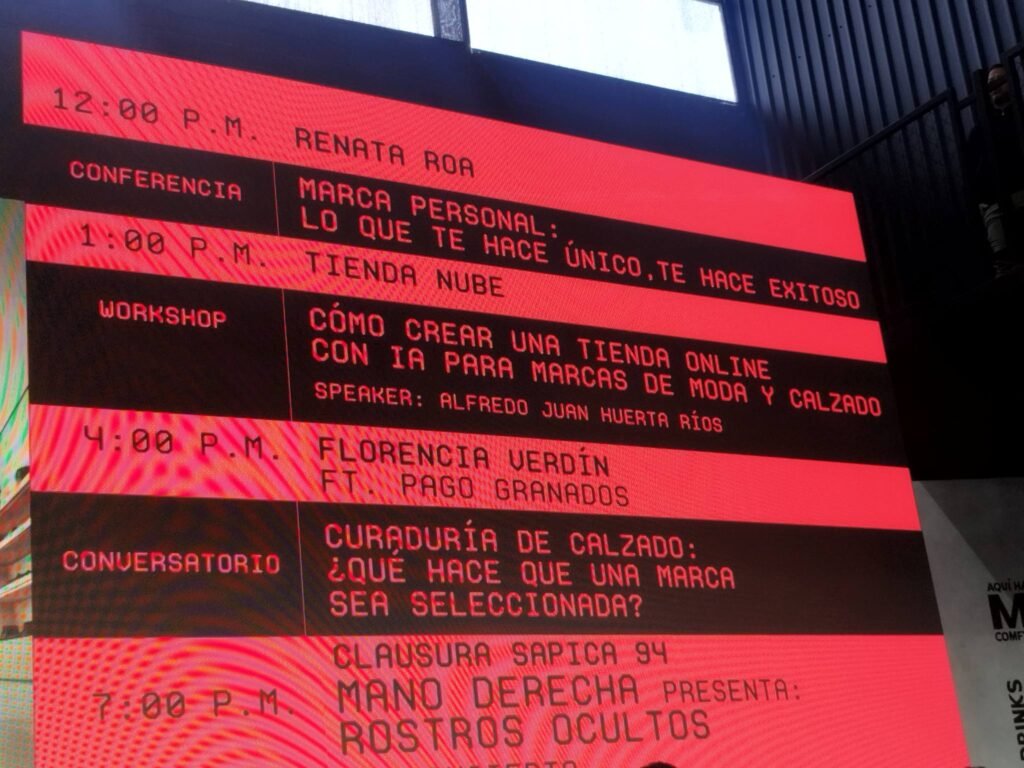 12:00 P.M. RENATA ROA
CONFERENCIA
MARCA PERSONAL:
LO QUE TE HACE ÚNICO, TE HACE EXITOSO
1:00 P.M. TIENDA NUBE
WORKSHOP
CÓMO CREAR UNA TIENDA ONLINE
CON IA PARA MARCAS DE MODA Y CALZADO
SPEAKER: ALFREDO JUAN HUERTA RÍOS
4:00 P.M. FLORENCIA VERDÍN
FT. PAGO GRANADOS
CONVERSATORIO
CURADURÍA DE CALZADO:
¿QUÉ HACE QUE UNA MARCA
SEA SELECCIONADA?
7:00 P.M.
CLAUSURA SAPICA 94
MANO DERECHA PRESENTA:
ROSTROS OCULTOS
AQUÍ